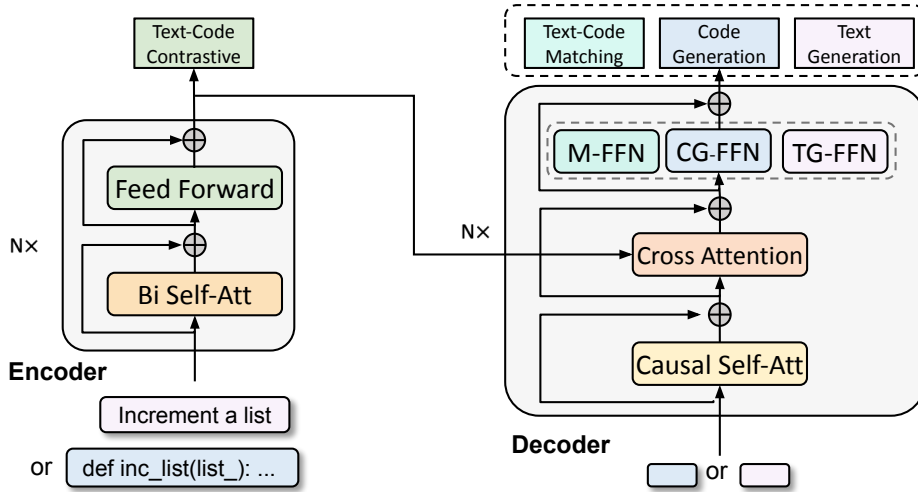 Text-Code
Contrastive
Feed Forward
N×
Bi Self-Att
Encoder
Increment a list
or def inc_list(list_): ...
Text-Code
Matching
Code
Generation
Text
Generation
M-FFN
CG-FFN
TG-FFN
N×
Cross Attention
Causal Self-Att
Decoder
or